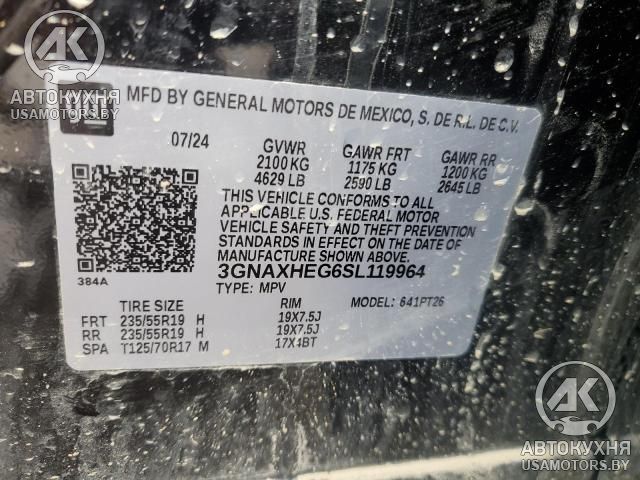 АВТОКУХНЯ
USAMOTORS.BY
GM
MFD BY GENERAL MOTORS DE MEXICO, S. DE R.L. DE C.V.
07/24 GVWR GAWR FRT GAWR RR
2100 KG 1175 KG 1200 KG
4629 LB 2590 LB 2645 LB
THIS VEHICLE CONFORMS TO ALL
APPLICABLE U.S. FEDERAL MOTOR
VEHICLE SAFETY AND THEFT PREVENTION
STANDARDS IN EFFECT ON THE DATE OF
MANUFACTURE SHOWN ABOVE.
384A 3GNAXHEG6SL119964
TYPE: MPV MODEL: 641PT26
TIRE SIZE RIM
FRT 235/55R19 H 19X7.5J
RR 235/55R19 H 19X7.5J
SPA T125/70R17 M 17X4BT
АК
АВТОКУХНЯ
USAMOTORS.BY